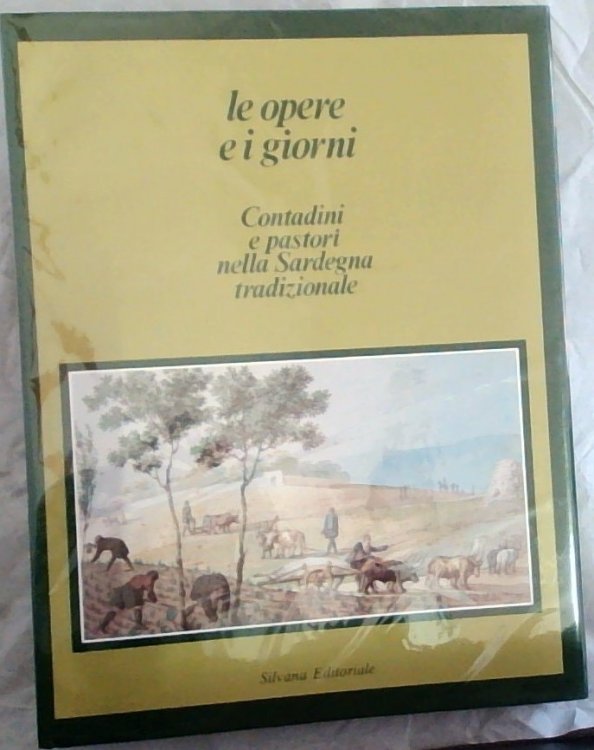 le opere
e i giorni
Contadini
e pastori
nella Sardegna
tradizionale
Silvana Editoriale